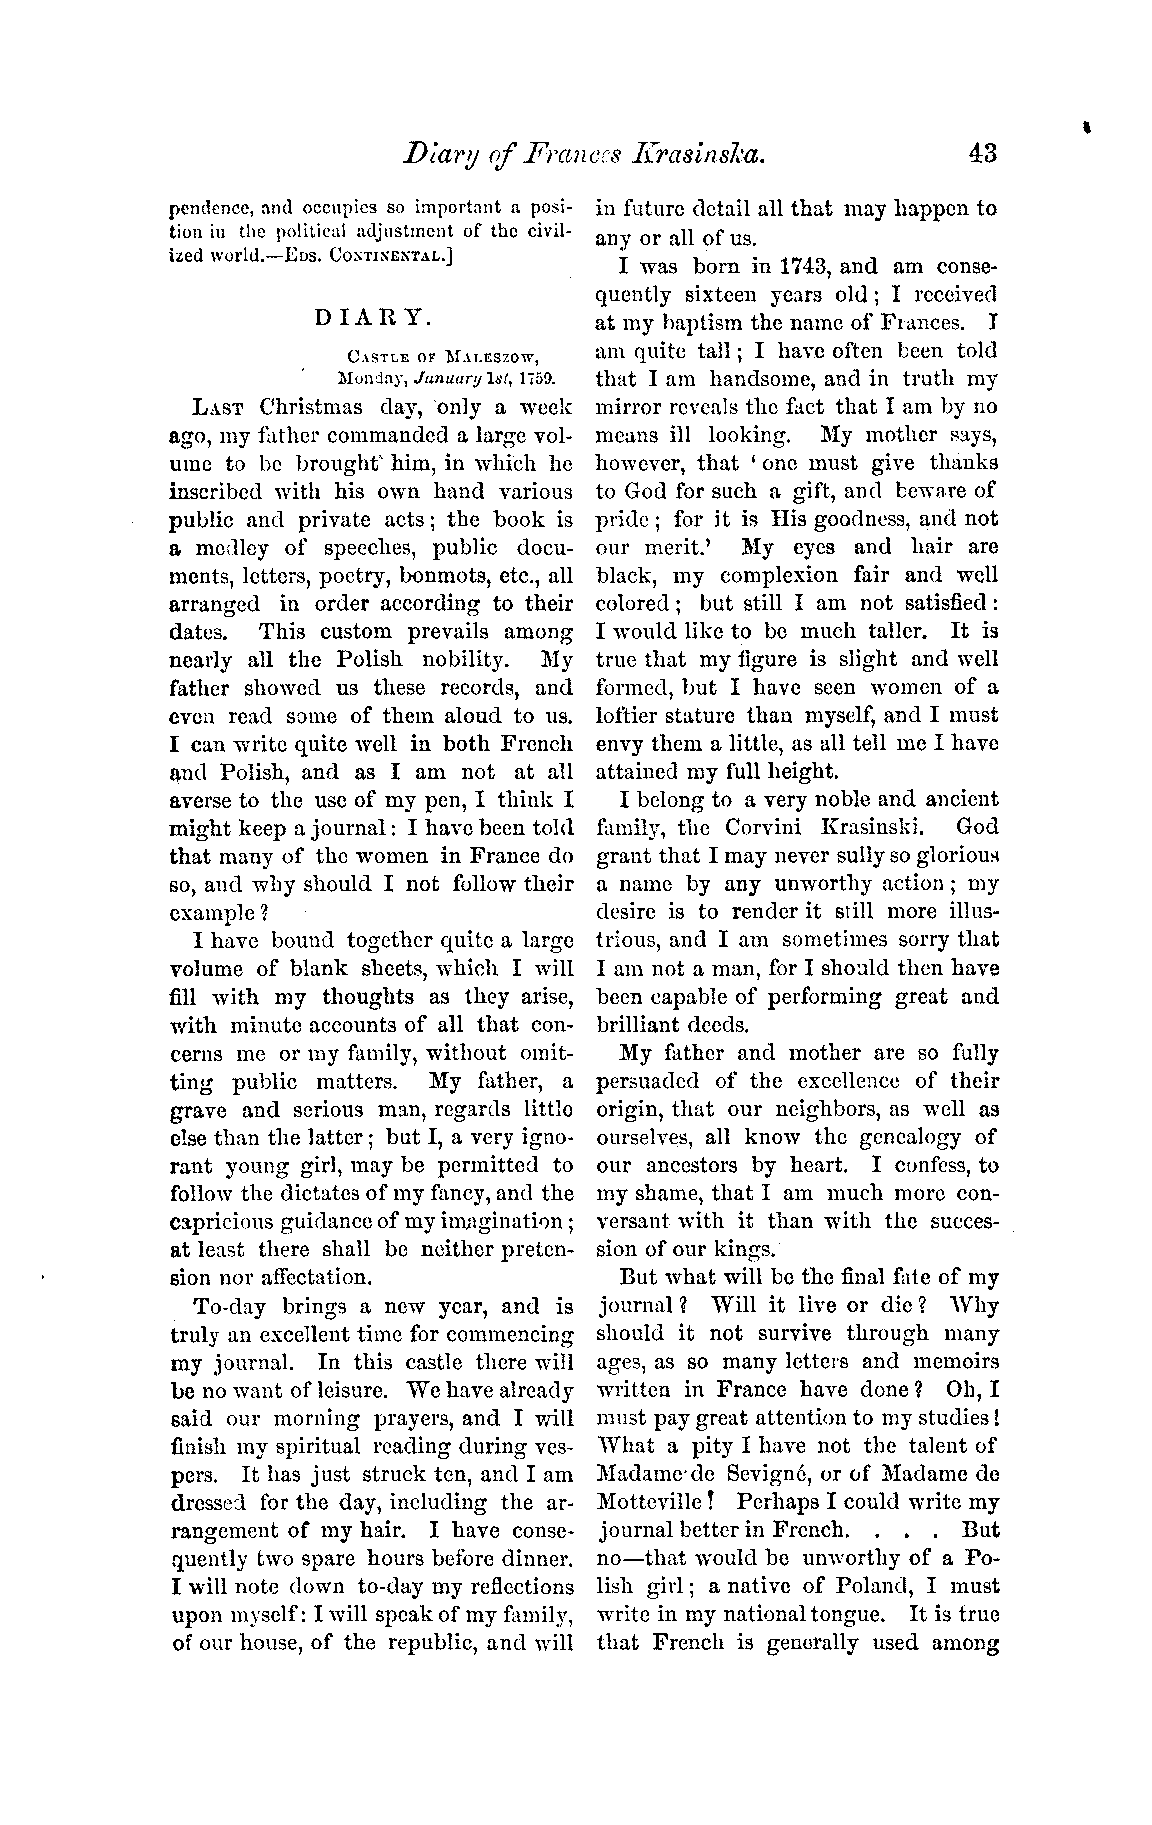 Diary of Frances Krasinska. 43
pendence, and occupies so important a posi-
tion in the political adjustment of the civil-
ized world.—EDS. CONTINENTAL.]
DIARY.
CASTLE OF MALESZOW,
Monday, January 1st, 1759.
LAST Christmas day, only a week
ago, my father commanded a large vol-
ume to be brought him, in which he
inscribed with his own hand various
public and private acts; the book is
a medley of speeches, public docu-
ments, letters, poetry, bonmots, etc., all
arranged in order according to their
dates. This custom prevails among
nearly all the Polish nobility. My
father showed us these records, and
even read some of them aloud to us.
I can write quite well in both French
and Polish, and as I am not at all
averse to the use of my pen, I think I
might keep a journal: I have been told
that many of the women in France do
so, and why should I not follow their
example?
I have bound together quite a large
volume of blank sheets, which I will
fill with my thoughts as they arise,
with minute accounts of all that con-
cerns me or my family, without omit-
ting public matters. My father, a
grave and serious man, regards little
else than the latter; but I, a very igno-
rant young girl, may be permitted to
follow the dictates of my fancy, and the
capricious guidance of my imagination;
at least there shall be neither preten-
sion nor affectation.
To-day brings a new year, and is
truly an excellent time for commencing
my journal. In this castle there will
be no want of leisure. We have already
said our morning prayers, and I will
finish my spiritual reading during ves-
pers. It has just struck ten, and I am
dressed for the day, including the ar-
rangement of my hair. I have conse-
quently two spare hours before dinner.
I will note down to-day my reflections
upon myself: I will speak of my family,
of our house, of the republic, and will
in future detail all that may happen to
any or all of us.
I was born in 1743, and am conse-
quently sixteen years old; I received
at my baptism the name of Frances. I
am quite tall; I have often been told
that I am handsome, and in truth my
mirror reveals the fact that I am by no
means ill looking. My mother says,
however, that 'one must give thanks
to God for such a gift, and beware of
pride; for it is His goodness, and not
our merit.' My eyes and hair are
black, my complexion fair and well
colored; but still I am not satisfied:
I would like to be much taller. It is
true that my figure is slight and well
formed, but I have seen women of a
loftier stature than myself, and I must
envy them a little, as all tell me I have
attained my full height.
I belong to a very noble and ancient
family, the Corvini Krasinski. God
grant that I may never sully so glorious
a name by any unworthy action; my
desire is to render it still more illus-
trious, and I am sometimes sorry that
I am not a man, for I should then have
been capable of performing great and
brilliant deeds.
My father and mother are so fully
persuaded of the excellence of their
origin, that our neighbors, as well as
ourselves, all know the genealogy of
our ancestors by heart. I confess, to
my shame, that I am much more con-
versant with it than with the succes-
sion of our kings.
But what will be the final fate of my
journal? Will it live or die? Why
should it not survive through many
ages, as so many letters and memoirs
written in France have done? Oh, I
must pay great attention to my studies!
What a pity I have not the talent of
Madame de Sevigné, or of Madame de
Motteville! Perhaps I could write my
journal better in French. . . . But
no—that would be unworthy of a Po-
lish girl; a native of Poland, I must
write in my national tongue. It is true
that French is generally used among